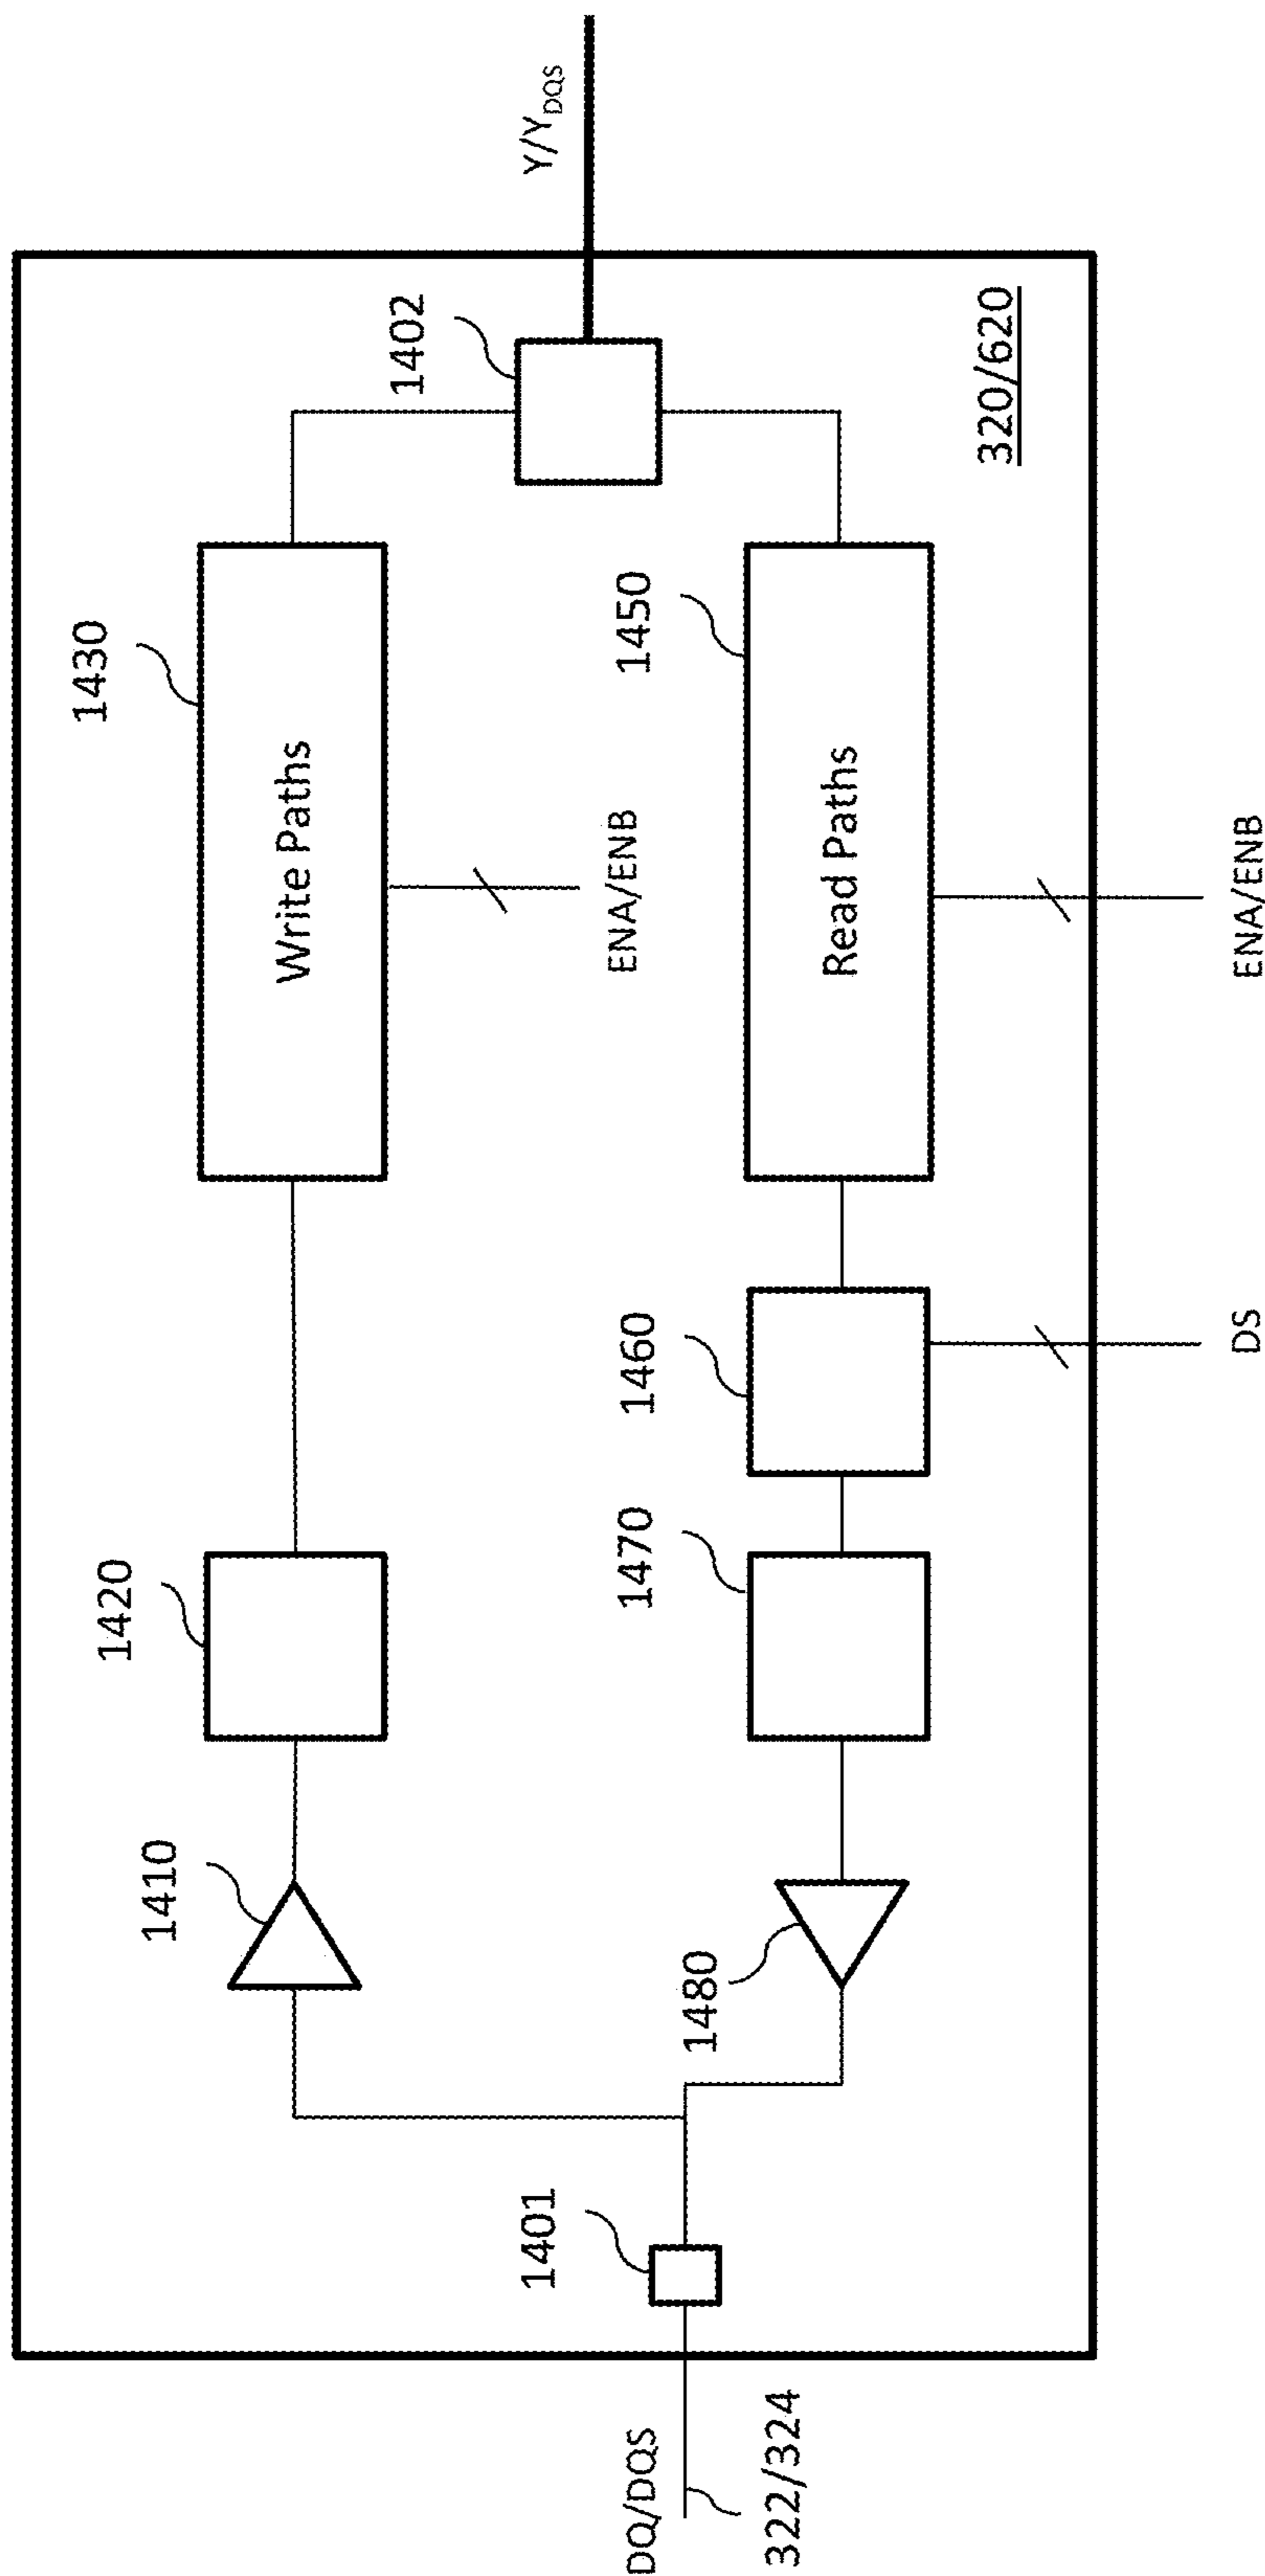 1430
Write Paths
ENA/ENB
1420
1410
1402
Y/Y_DQS
1450
Read Paths
ENA/ENB
1460
DS
1470
1480
1401
DQ/DQS
322/324
320/620